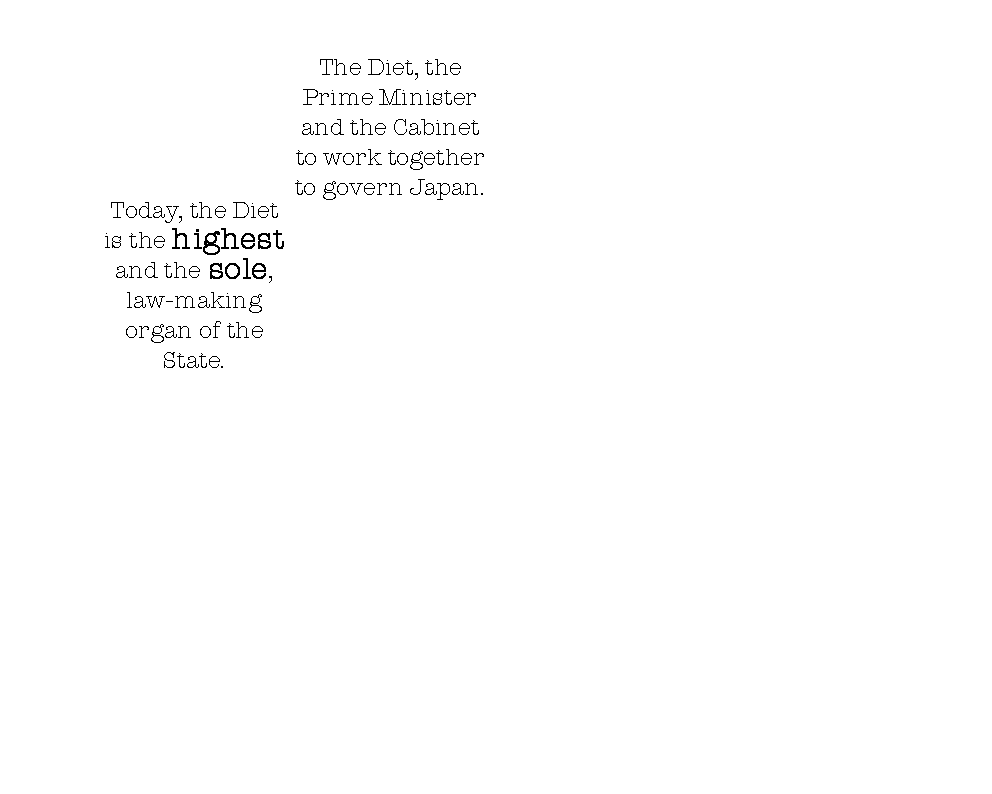 The Diet, the
Prime Minister
and the Cabinet
to work together
to govern Japan.
Today, the Diet
is the highest
and the sole,
law-making
organ of the
State.